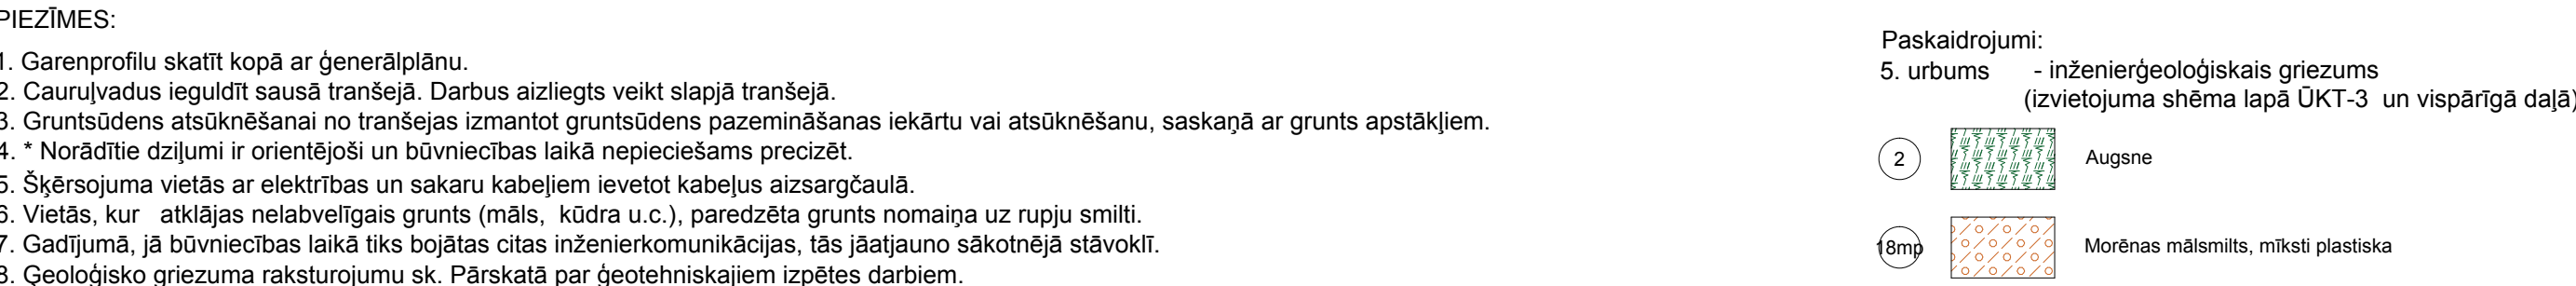 PIEZĪMES:
1. Garenprofilu skatīt kopā ar ģenerālplānu.
2. Cauruļvadus ieguldīt sausā tranšejā. Darbus aizliegts veikt slapjā tranšejā.
3. Gruntsūdens atsūknēšanai no tranšejas izmantot gruntsūdens pazemināšanas iekārtu vai atsūknēšanu, saskaņā ar grunts apstākļiem.
4. * Norādītie dziļumi ir orientējoši un būvniecības laikā nepieciešams precizēt.
5. Šķērsojuma vietās ar elektrības un sakaru kabeļiem ievetot kabeļus aizsargčaulā.
6. Vietās, kur atklājas nelabvelīgais grunts (māls, kūdra u.c.), paredzēta grunts nomaiņa uz rupju smilti.
7. Gadījumā, jā būvniecības laikā tiks bojātas citas inženierkomunikācijas, tās jāatjauno sākotnējā stāvoklī.
8. Ģeoloģisko griezuma raksturojumu sk. Pārskatā par ģeotehniskajiem izpētes darbiem.
Paskaidrojumi:
5. urbums - inženierģeoloģiskais griezums
(izvietojuma shēma lapā ŪKT-3 un vispārīgā daļā)
2 Augsne
18mp Morēnas mālsmilts, mīksti plastiska